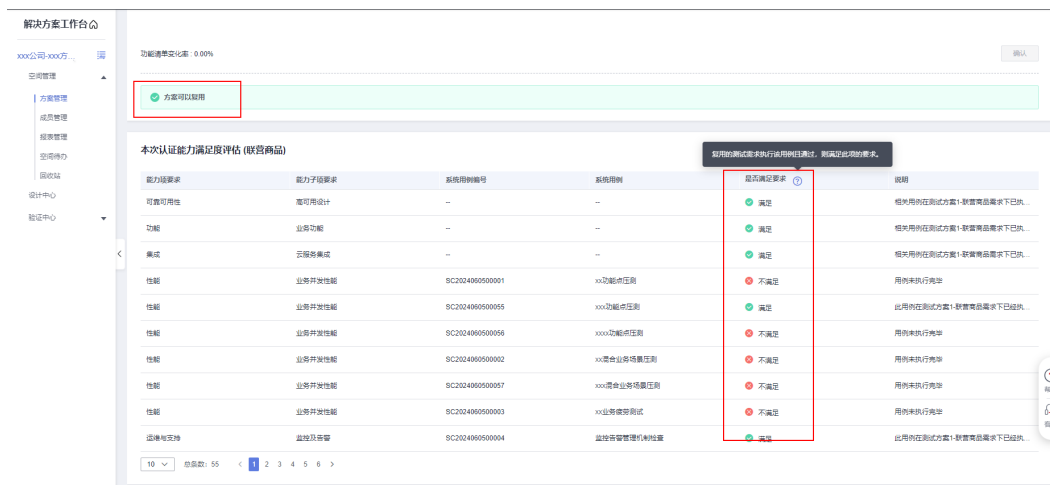 解决方案工作台
xxx公司-xxx方...
空间管理
方案管理
成员管理
报表管理
空间待办
回收站
设计中心
验证中心
功能清单变化率：0.00%
确认
方案可以复用
本次认证能力满足度评估 (联营商品)
复用的测试需求执行该用例且通过，则满足此项的要求。
能力项要求 能力子项要求 系统用例编号 系统用例 是否满足要求 说明
可靠可用性 高可用设计 -- -- 满足 相关用例在测试方案1-联营商品需求下已执...
功能 业务功能 -- -- 满足 相关用例在测试方案1-联营商品需求下已执...
集成 云服务集成 -- -- 满足 相关用例在测试方案1-联营商品需求下已执...
性能 业务并发性能 SC2024060500001 xx功能点压测 不满足 用例未执行完毕
性能 业务并发性能 SC2024060500055 xxx功能点压测 满足 此用例在测试方案1-联营商品需求下已经执...
性能 业务并发性能 SC2024060500056 xxxx功能点压测 不满足 用例未执行完毕
性能 业务并发性能 SC2024060500002 xx混合业务场景压测 不满足 用例未执行完毕
性能 业务并发性能 SC2024060500057 xxx混合业务场景压测 不满足 用例未执行完毕
性能 业务并发性能 SC2024060500003 xx业务疲劳测试 不满足 用例未执行完毕
运维与支持 监控及告警 SC2024060500004 监控告警管理机制检查 满足 此用例在测试方案1-联营商品需求下已经执...
10 总条数：55 < 1 2 3 4 5 6 >